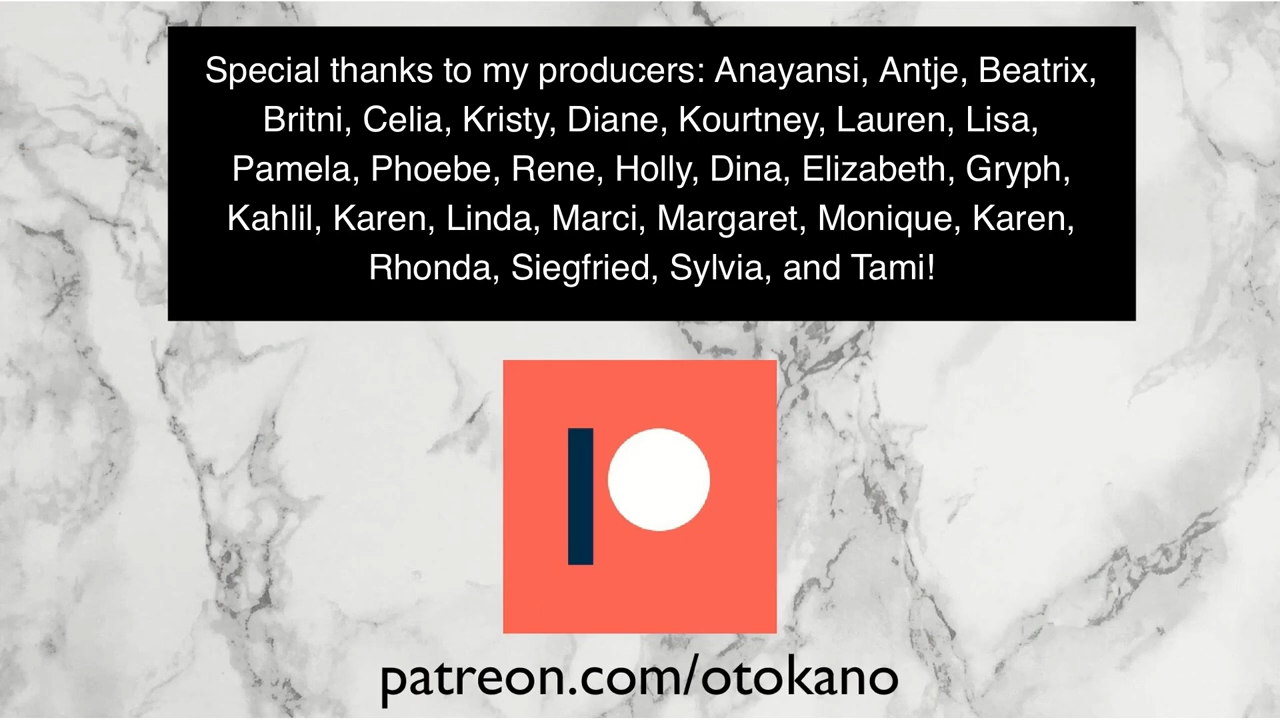 Special thanks to my producers: Anayansi, Antje, Beatrix,
Britni, Celia, Kristy, Diane, Kourtney, Lauren, Lisa,
Pamela, Phoebe, Rene, Holly, Dina, Elizabeth, Gryph,
Kahlil, Karen, Linda, Marci, Margaret, Monique, Karen,
Rhonda, Siegfried, Sylvia, and Tami!
patreon.com/otokano